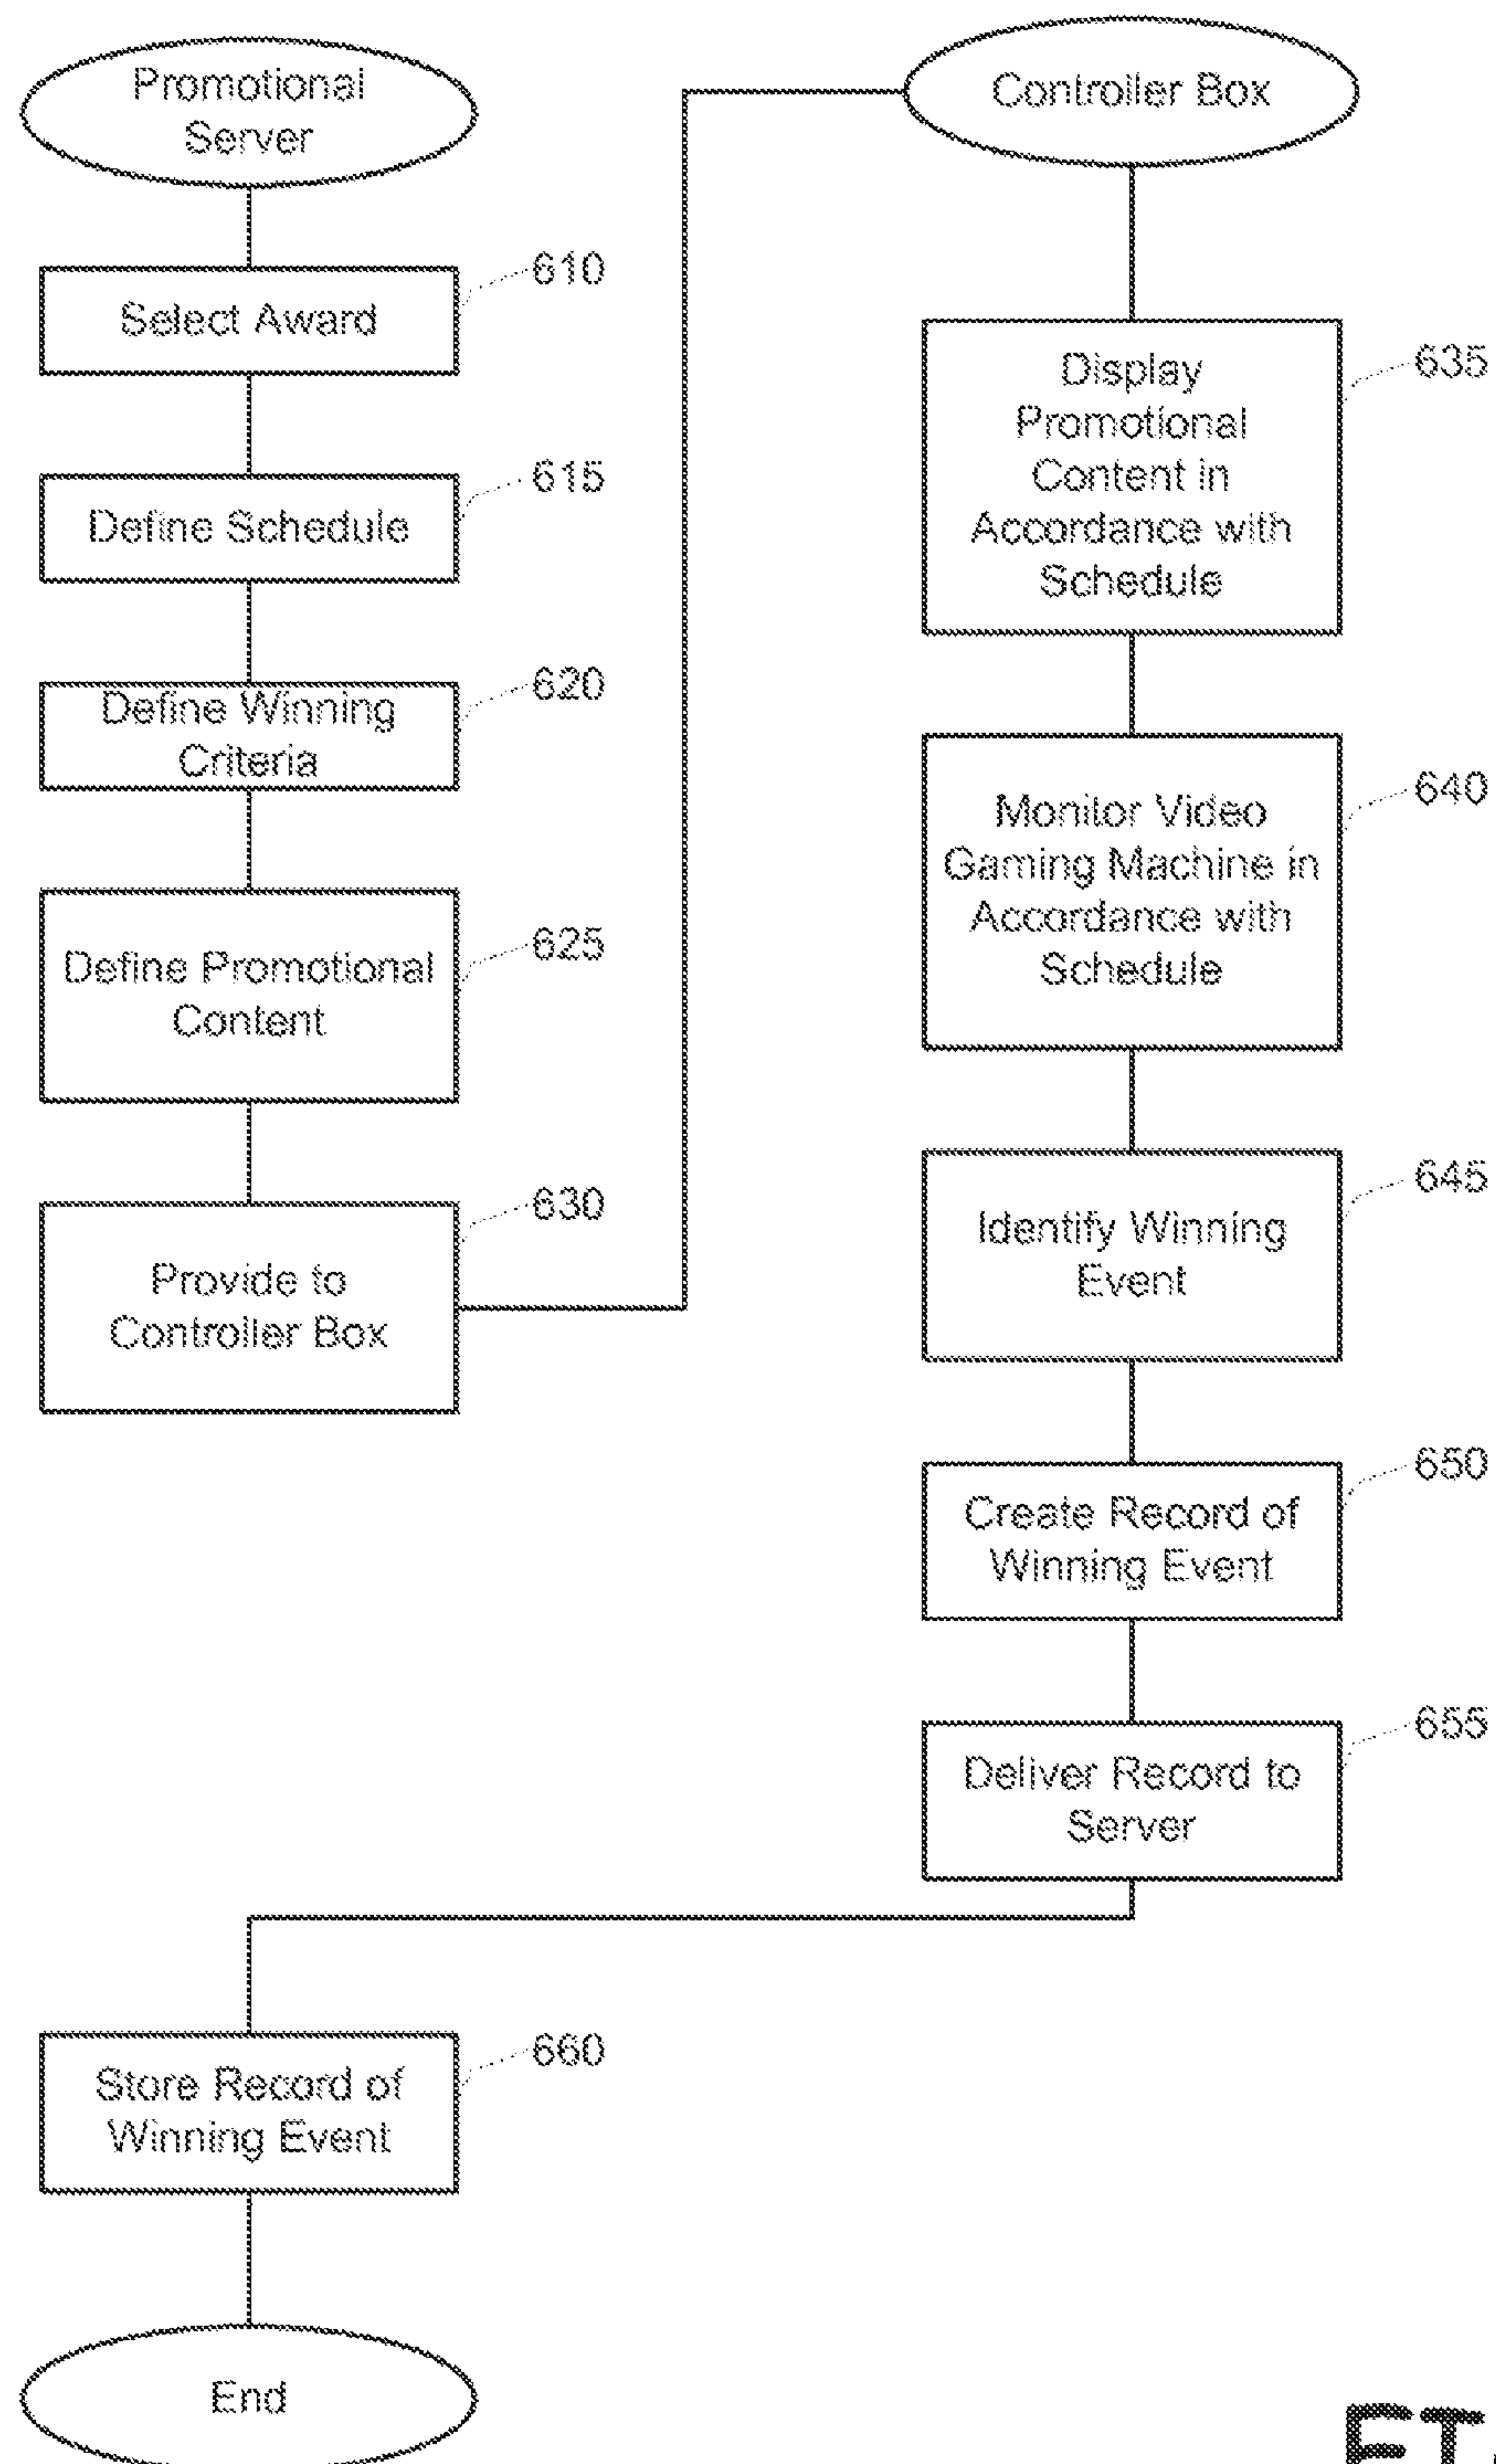 Promotional
Server
610
Select Award
615
Define Schedule
620
Define Winning
Criteria
625
Define Promotional
Content
630
Provide to
Controller Box
Controller Box
635
Display
Promotional
Content in
Accordance with
Schedule
640
Monitor Video
Gaming Machine in
Accordance with
Schedule
645
Identify Winning
Event
650
Create Record of
Winning Event
655
Deliver Record to
Server
660
Store Record of
Winning Event
End